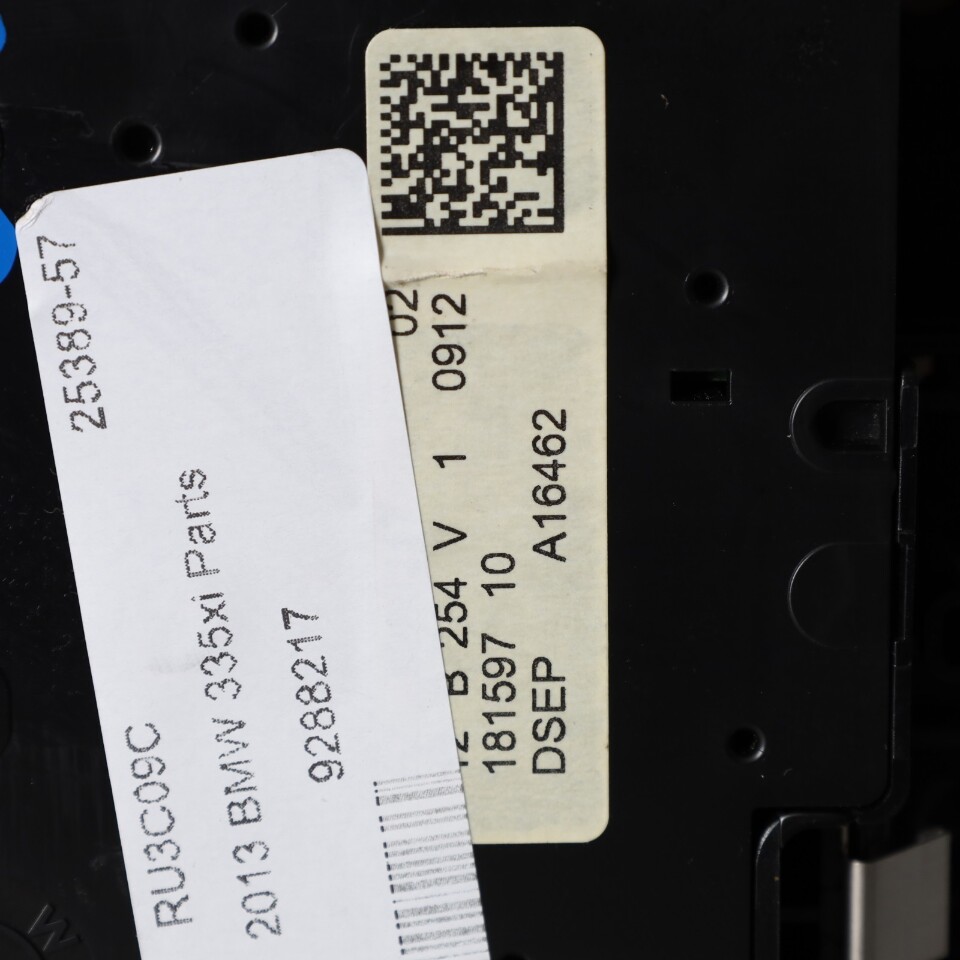 25389-57
RU3C09C
2013 BMW 335xi Parts
9288217
02
B 254 V 1 0912
181597 10
DSEP A16462
W